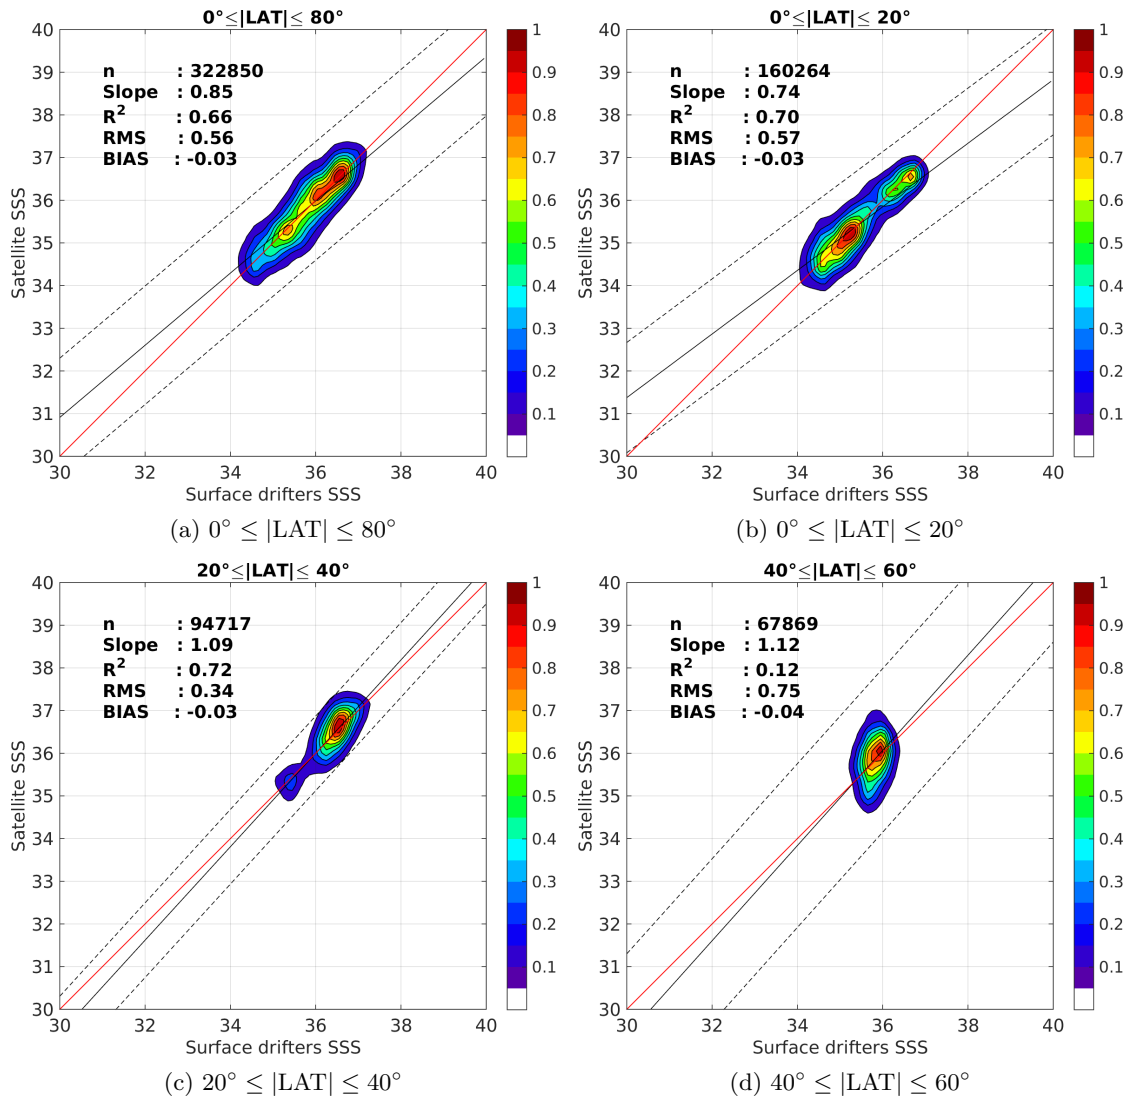 0°≤|LAT|≤ 80°
n : 322850
Slope : 0.85
R² : 0.66
RMS : 0.56
BIAS : -0.03
Satellite SSS
40
39
38
37
36
35
34
33
32
31
30
30 32 34 36 38 40
Surface drifters SSS
1
0.9
0.8
0.7
0.6
0.5
0.4
0.3
0.2
0.1
(a) 0° ≤ |LAT| ≤ 80°
0°≤|LAT|≤ 20°
n : 160264
Slope : 0.74
R² : 0.70
RMS : 0.57
BIAS : -0.03
Satellite SSS
40
39
38
37
36
35
34
33
32
31
30
30 32 34 36 38 40
Surface drifters SSS
1
0.9
0.8
0.7
0.6
0.5
0.4
0.3
0.2
0.1
(b) 0° ≤ |LAT| ≤ 20°
20°≤|LAT|≤ 40°
n : 94717
Slope : 1.09
R² : 0.72
RMS : 0.34
BIAS : -0.03
Satellite SSS
40
39
38
37
36
35
34
33
32
31
30
30 32 34 36 38 40
Surface drifters SSS
1
0.9
0.8
0.7
0.6
0.5
0.4
0.3
0.2
0.1
(c) 20° ≤ |LAT| ≤ 40°
40°≤|LAT|≤ 60°
n : 67869
Slope : 1.12
R² : 0.12
RMS : 0.75
BIAS : -0.04
Satellite SSS
40
39
38
37
36
35
34
33
32
31
30
30 32 34 36 38 40
Surface drifters SSS
1
0.9
0.8
0.7
0.6
0.5
0.4
0.3
0.2
0.1
(d) 40° ≤ |LAT| ≤ 60°